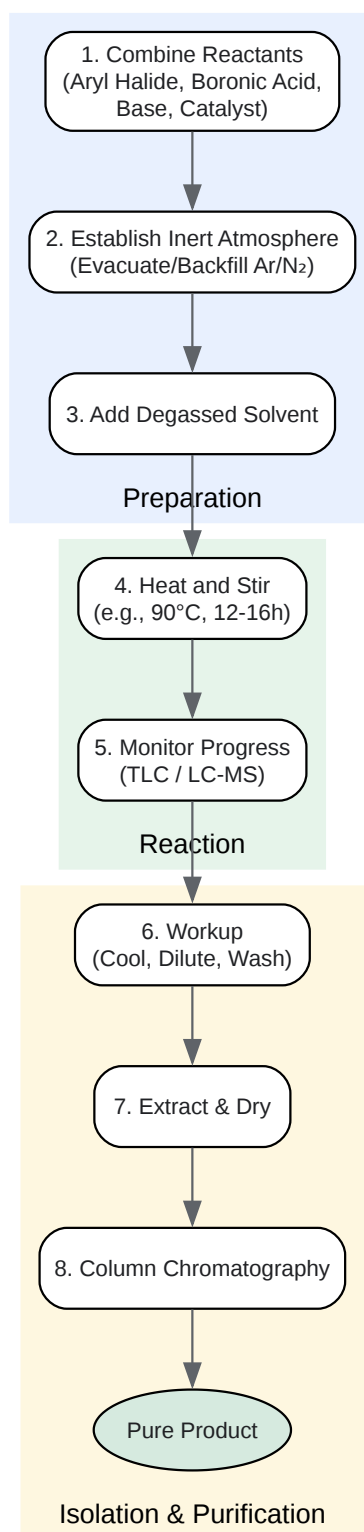 1. Combine Reactants
(Aryl Halide, Boronic Acid,
Base, Catalyst)
2. Establish Inert Atmosphere
(Evacuate/Backfill Ar/N₂)
3. Add Degassed Solvent
Preparation
4. Heat and Stir
(e.g., 90°C, 12-16h)
5. Monitor Progress
(TLC / LC-MS)
Reaction
6. Workup
(Cool, Dilute, Wash)
7. Extract & Dry
8. Column Chromatography
Pure Product
Isolation & Purification